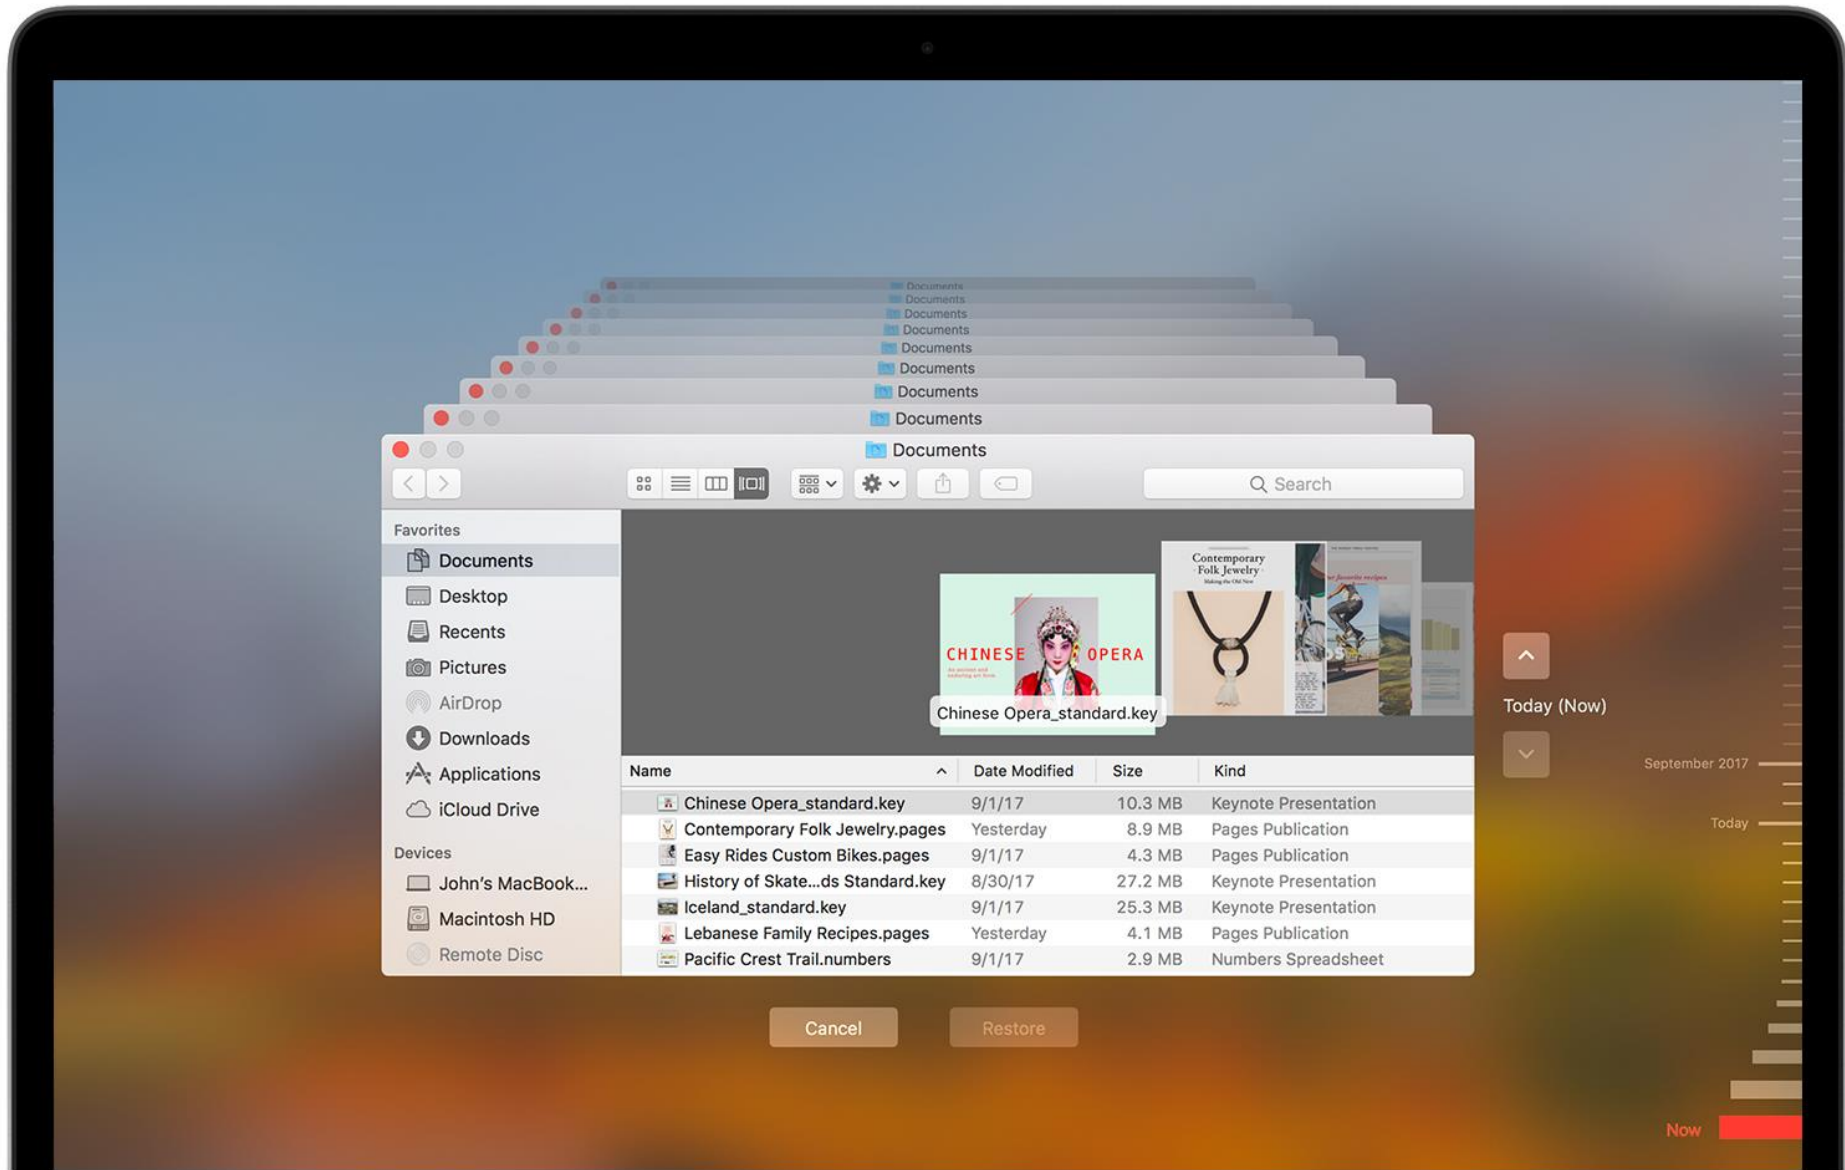 Documents
Documents
Documents
Documents
Documents
Documents
Documents
Documents
Documents
Search
Favorites
Documents
Desktop
Recents
Pictures
AirDrop
Downloads
Applications
iCloud Drive
Devices
John's MacBook...
Macintosh HD
Remote Disc
CHINESE OPERA
Chinese Opera_standard.key
Contemporary
Folk Jewelry
Making the Old New
Name Date Modified Size Kind
Chinese Opera_standard.key 9/1/17 10.3 MB Keynote Presentation
Contemporary Folk Jewelry.pages Yesterday 8.9 MB Pages Publication
Easy Rides Custom Bikes.pages 9/1/17 4.3 MB Pages Publication
History of Skate...ds Standard.key 8/30/17 27.2 MB Keynote Presentation
Iceland_standard.key 9/1/17 25.3 MB Keynote Presentation
Lebanese Family Recipes.pages Yesterday 4.1 MB Pages Publication
Pacific Crest Trail.numbers 9/1/17 2.9 MB Numbers Spreadsheet
Cancel
Restore
Today (Now)
September 2017
Today
Now